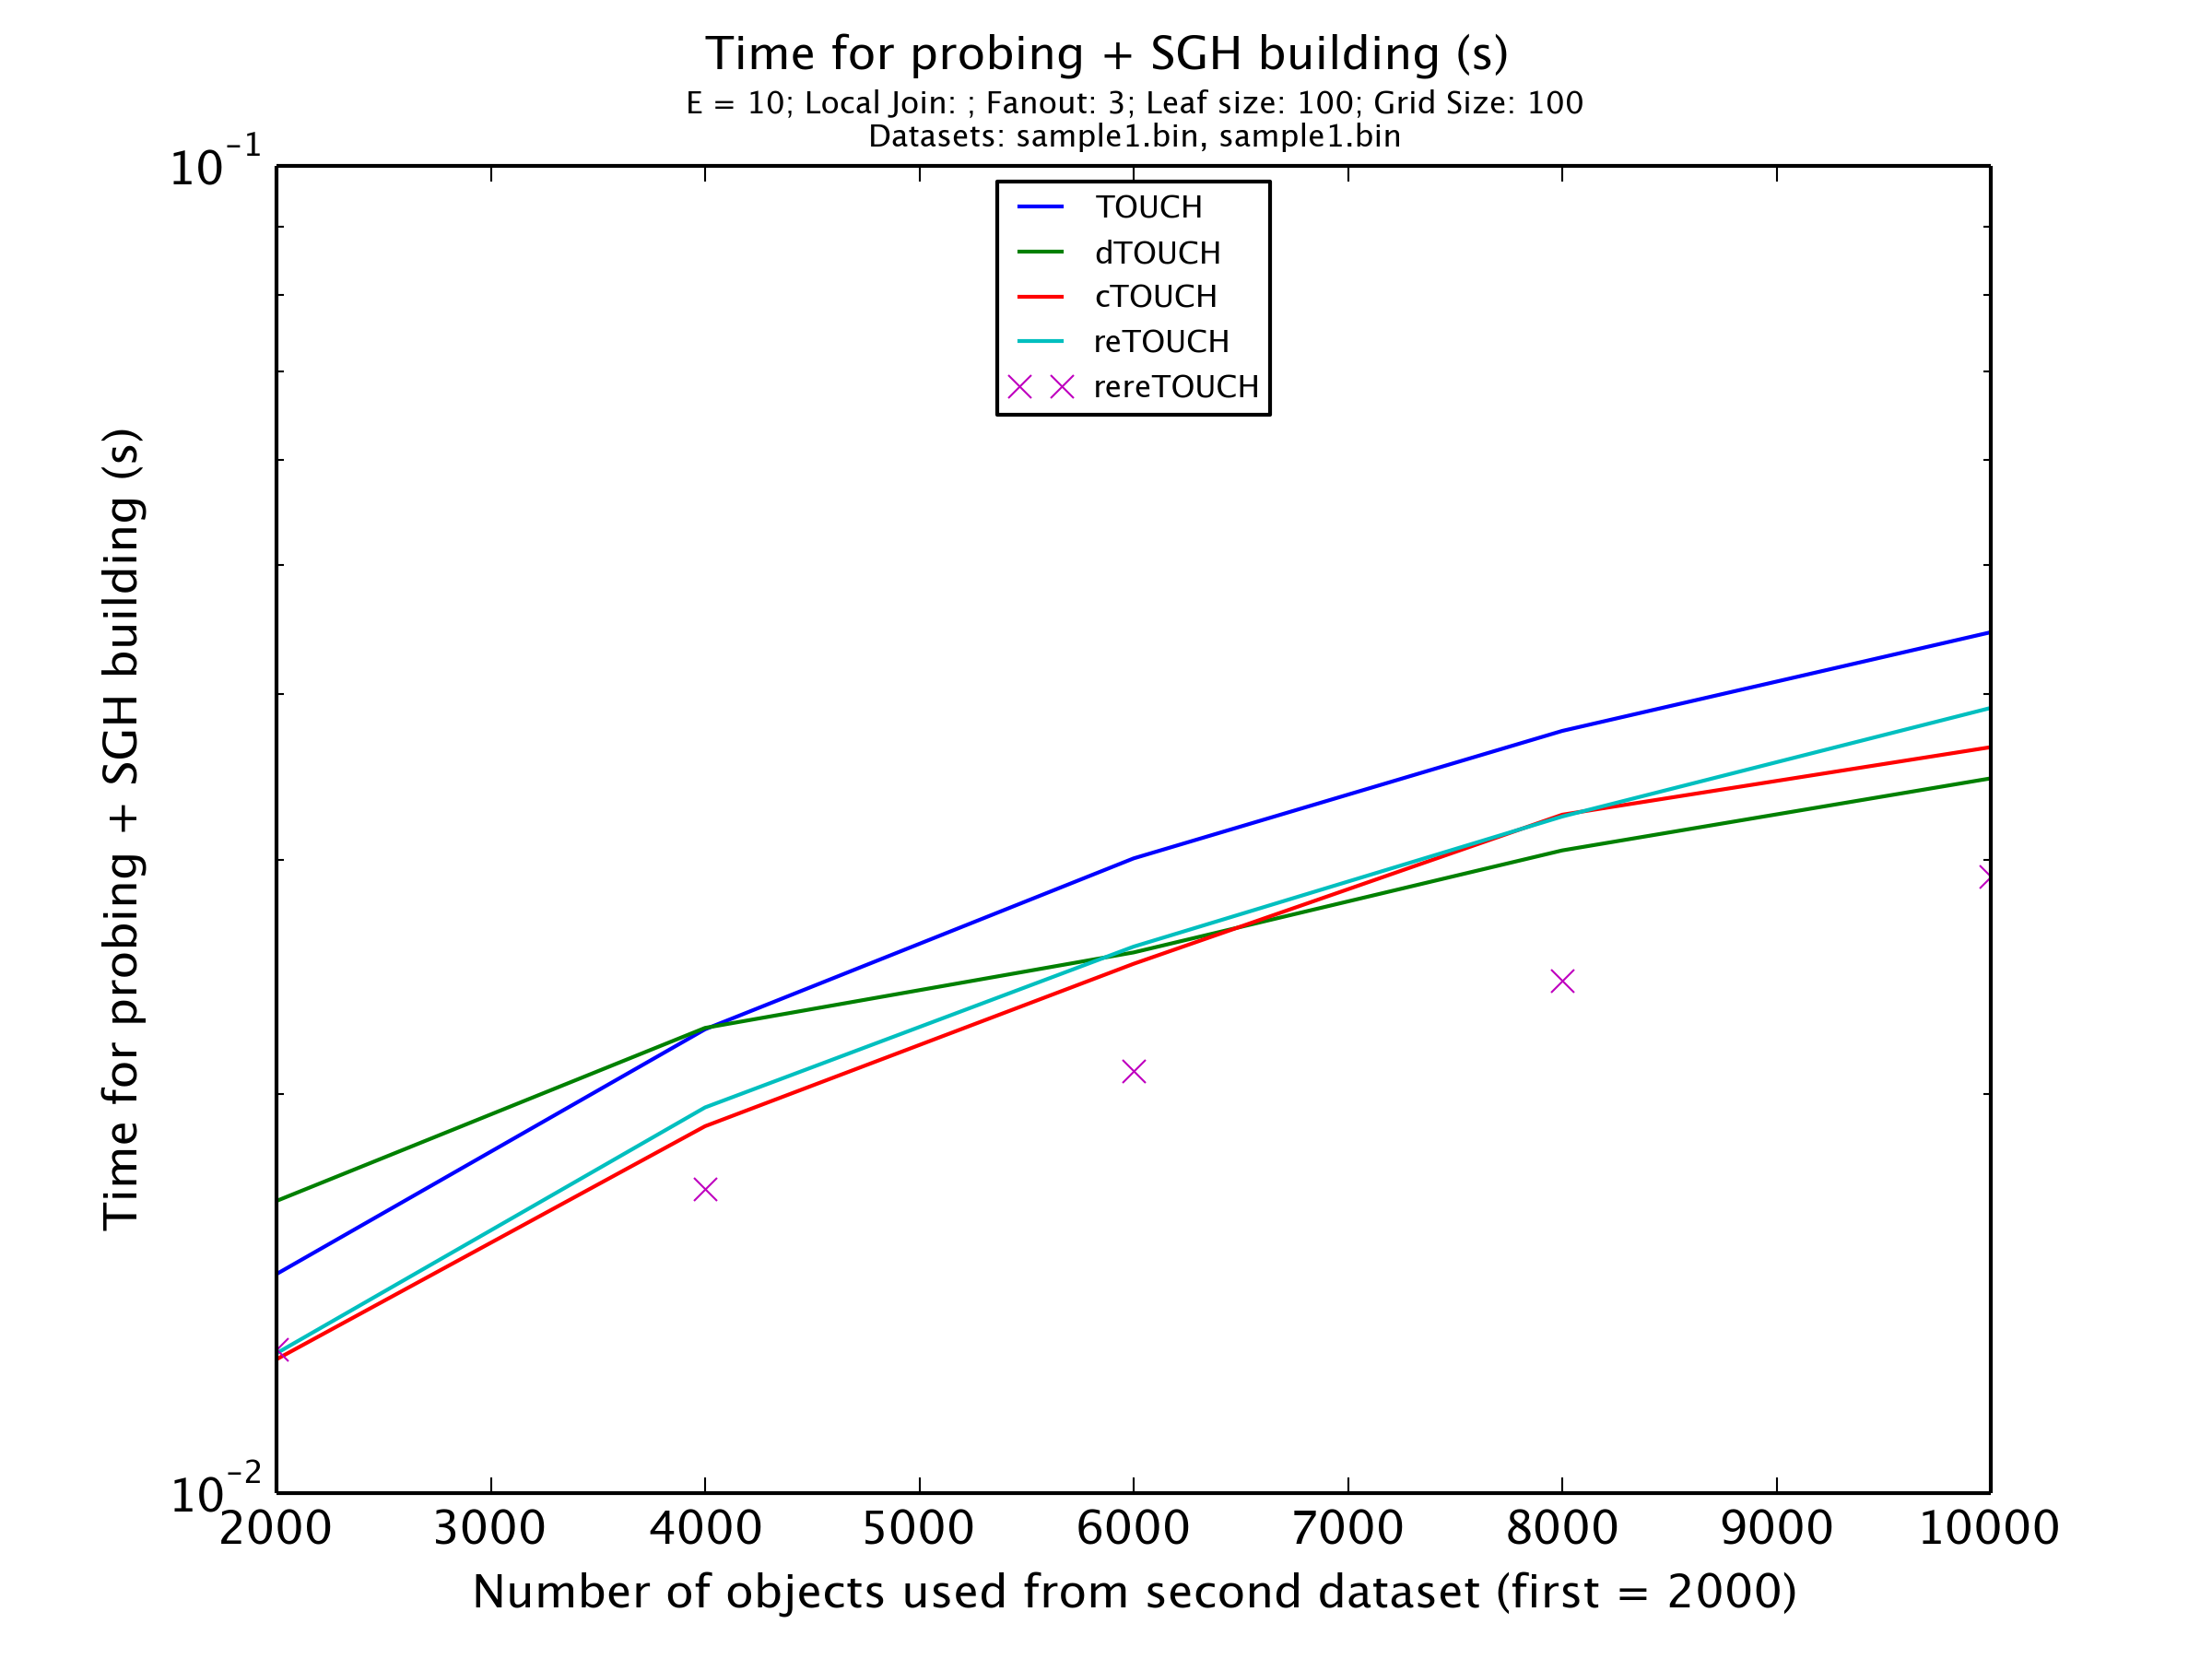 Time for probing + SGH building (s)
E = 10; Local Join: ; Fanout: 3; Leaf size: 100; Grid Size: 100
Datasets: sample1.bin, sample1.bin
10⁻¹
TOUCH
dTOUCH
cTOUCH
reTOUCH
rereTOUCH
Time for probing + SGH building (s)
10⁻²
2000 3000 4000 5000 6000 7000 8000 9000 10000
Number of objects used from second dataset (first = 2000)